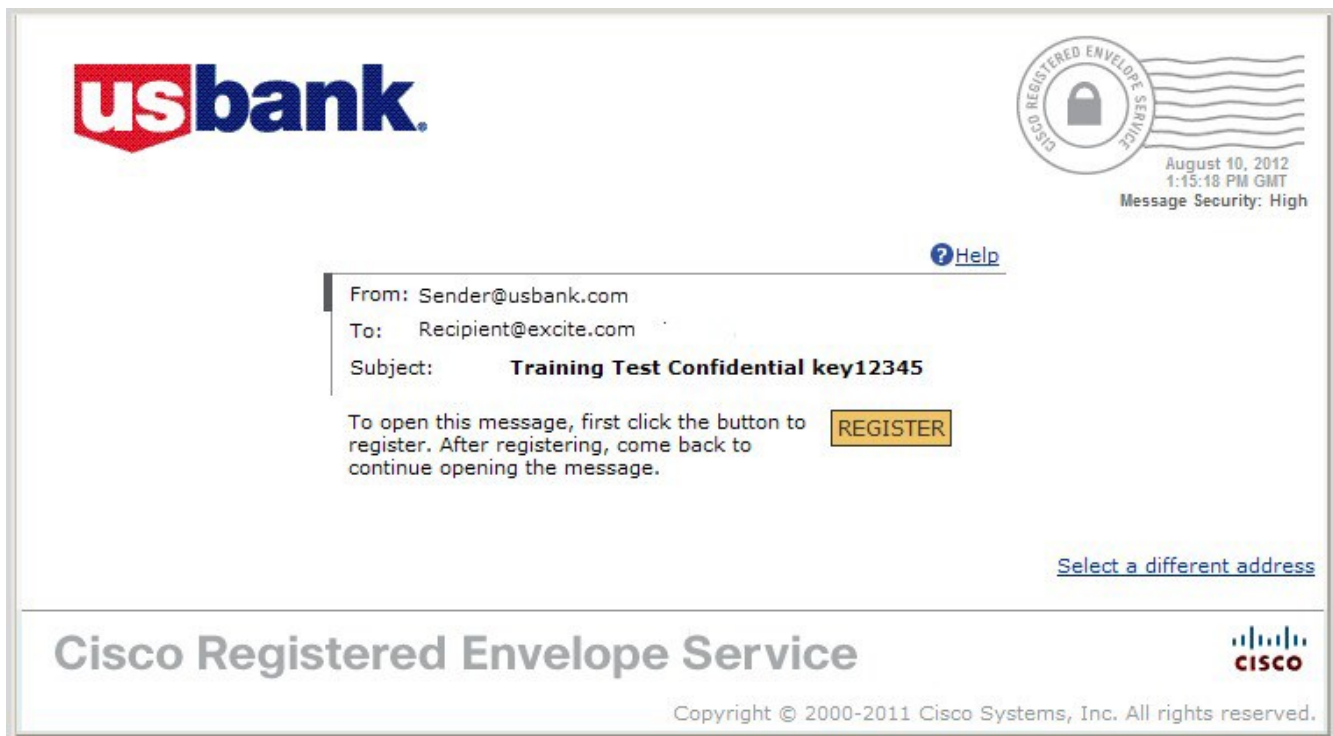 usbank.
CISCO REGISTERED ENVELOPE SERVICE
August 10, 2012
1:15:18 PM GMT
Message Security: High
?Help
From: Sender@usbank.com
To: Recipient@excite.com
Subject: Training Test Confidential key12345
To open this message, first click the button to
register. After registering, come back to
continue opening the message.
REGISTER
Select a different address
Cisco Registered Envelope Service
CISCO
Copyright © 2000-2011 Cisco Systems, Inc. All rights reserved.